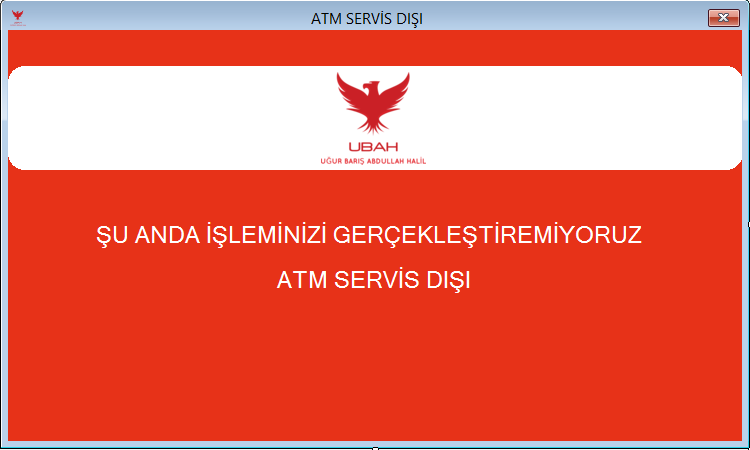 ATM SERVİS DIŞI
UBAH
UĞUR BARIŞ ABDULLAH HALİL
ŞU ANDA İŞLEMİNİZİ GERÇEKLEŞTİREMİYORUZ
ATM SERVİS DIŞI